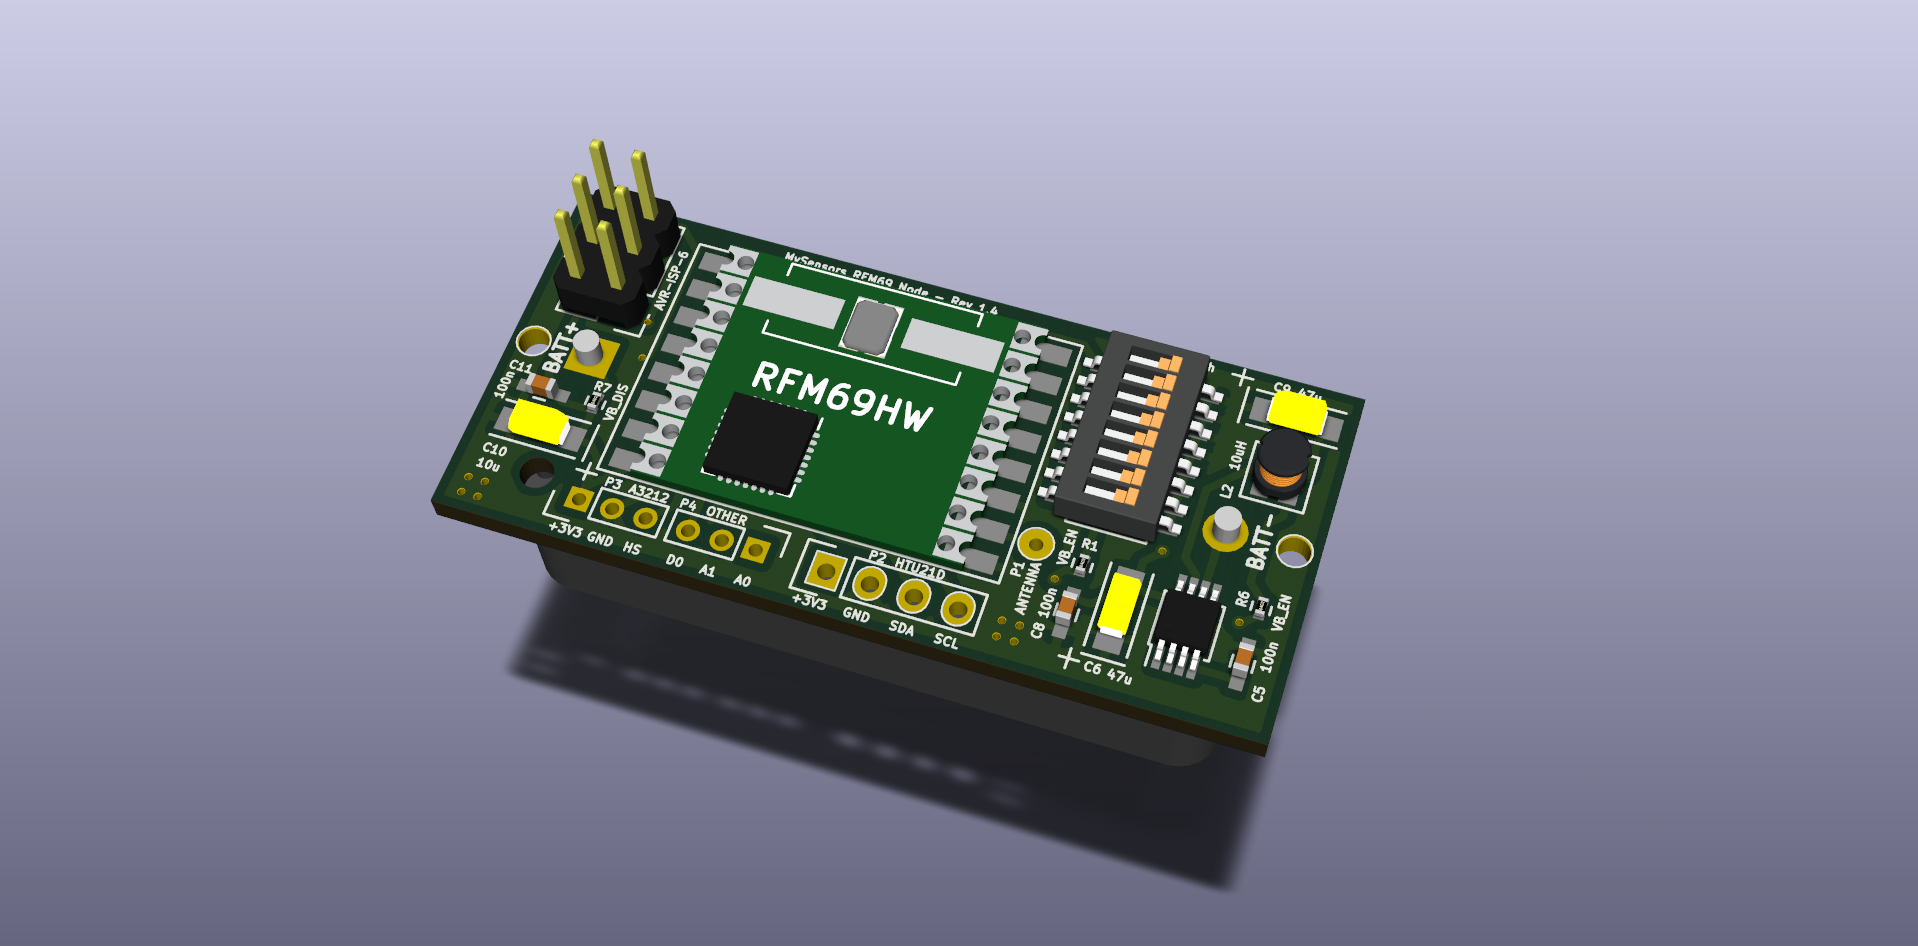 MySensors RFM69 Node - Rev 1.4
AVR-ISP-6
BATT+
C11
100n
R7
VB_DIS
C10
10u
RFM69HW
C9 47u
10uH
L2
BATT-
P3 A3212
+3V3 GND HS
P4 OTHER
D0 A1 A0
P2 HTU21D
+3V3 GND SDA SCL
P1
ANTENNA
VB_EN
R1
C8 100n
C6 47u
R6
VB_EN
100n
C5